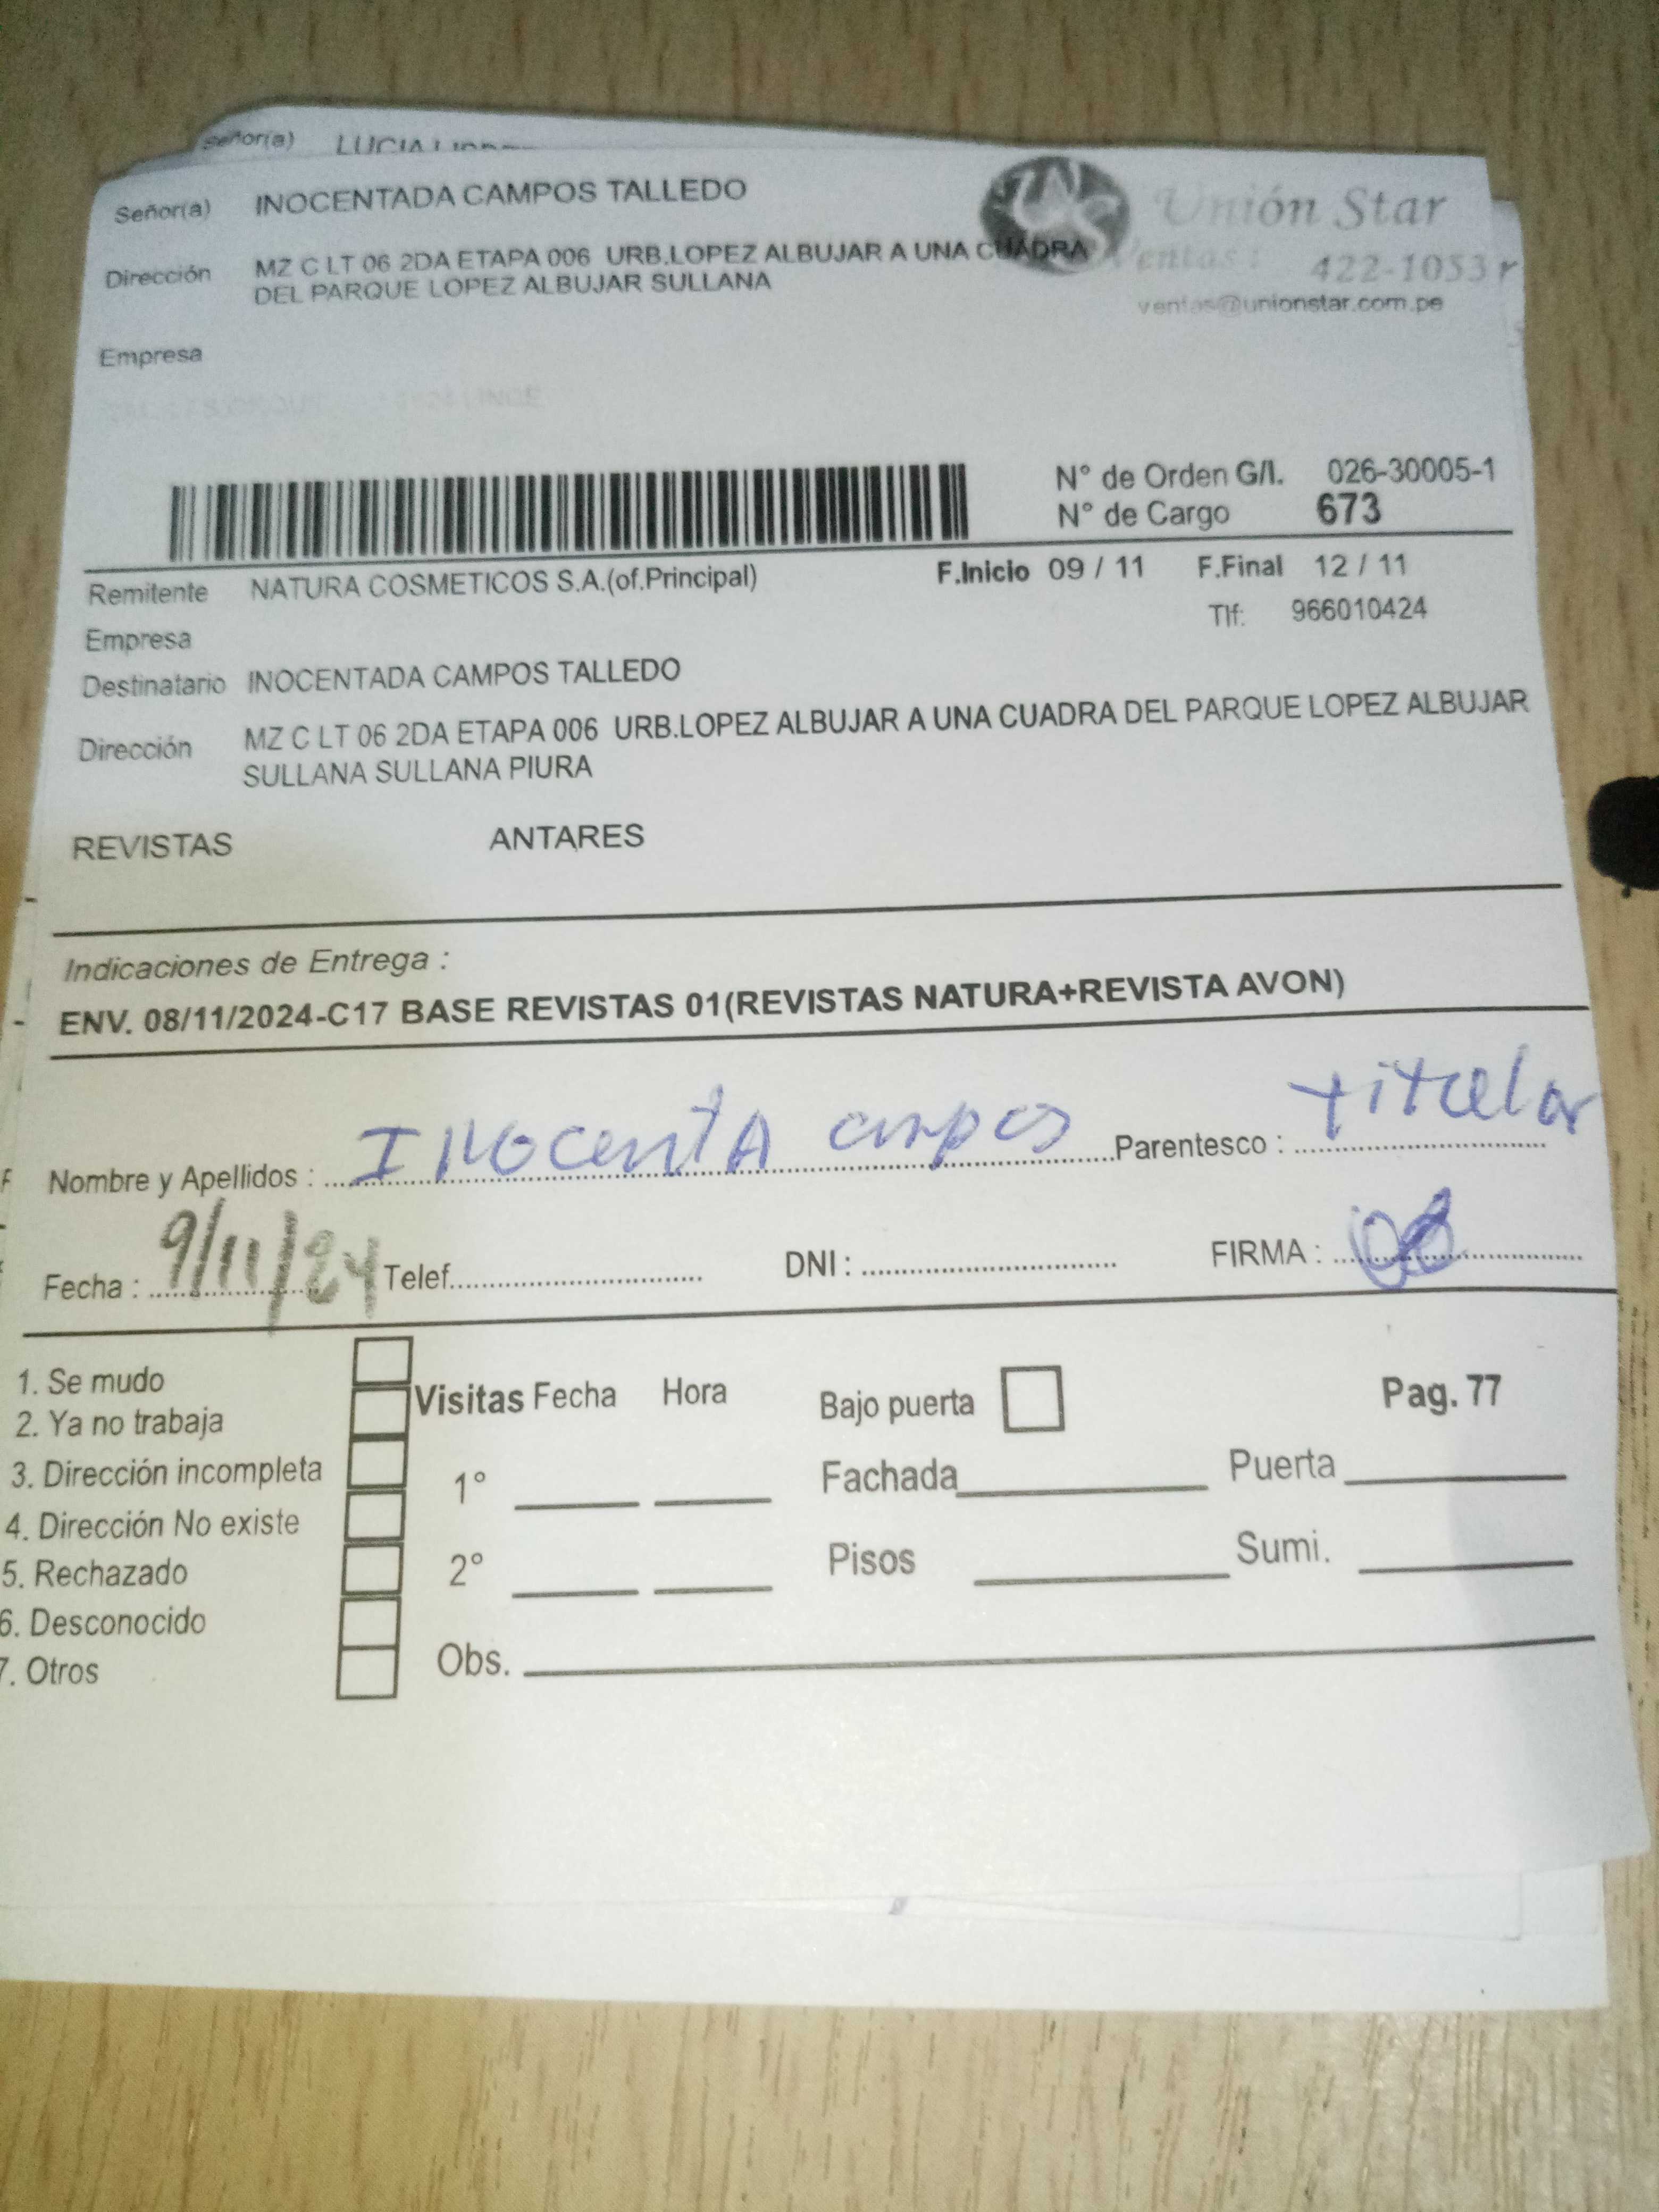 Señor(a) LUCIA
Señor(a) INOCENTADA CAMPOS TALLEDO
Unión Star
Dirección MZ C LT 06 2DA ETAPA 006 URB.LOPEZ ALBUJAR A UNA CUADRA
DEL PARQUE LOPEZ ALBUJAR SULLANA
Ventas : 422-1053 r
ventas@unionstar.com.pe
Empresa
N° de Orden G/I. 026-30005-1
N° de Cargo 673
Remitente NATURA COSMETICOS S.A.(of.Principal) F.Inicio 09 / 11 F.Final 12 / 11
Empresa Tlf: 966010424
Destinatario INOCENTADA CAMPOS TALLEDO
Dirección MZ C LT 06 2DA ETAPA 006 URB.LOPEZ ALBUJAR A UNA CUADRA DEL PARQUE LOPEZ ALBUJAR
SULLANA SULLANA PIURA
REVISTAS ANTARES
Indicaciones de Entrega :
ENV. 08/11/2024-C17 BASE REVISTAS 01(REVISTAS NATURA+REVISTA AVON)
Nombre y Apellidos : INocentA campos Parentesco : titular
Fecha : 9/11/24 Telef. DNI : FIRMA :
1. Se mudo
2. Ya no trabaja
3. Dirección incompleta
4. Dirección No existe
5. Rechazado
6. Desconocido
7. Otros
Visitas Fecha Hora Bajo puerta Pag. 77
1° Fachada Puerta
2° Pisos Sumi.
Obs.